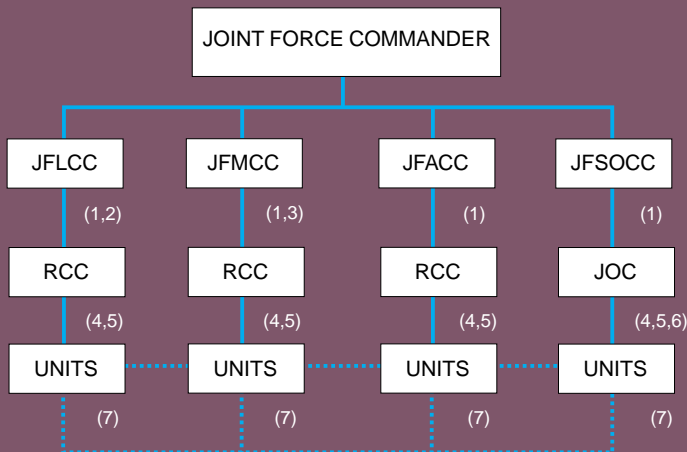 JOINT FORCE COMMANDER
JFLCC JFMCC JFACC JFSOCC
(1,2) (1,3) (1) (1)
RCC RCC RCC JOC
(4,5) (4,5) (4,5) (4,5,6)
UNITS UNITS UNITS UNITS
(7) (7) (7) (7)